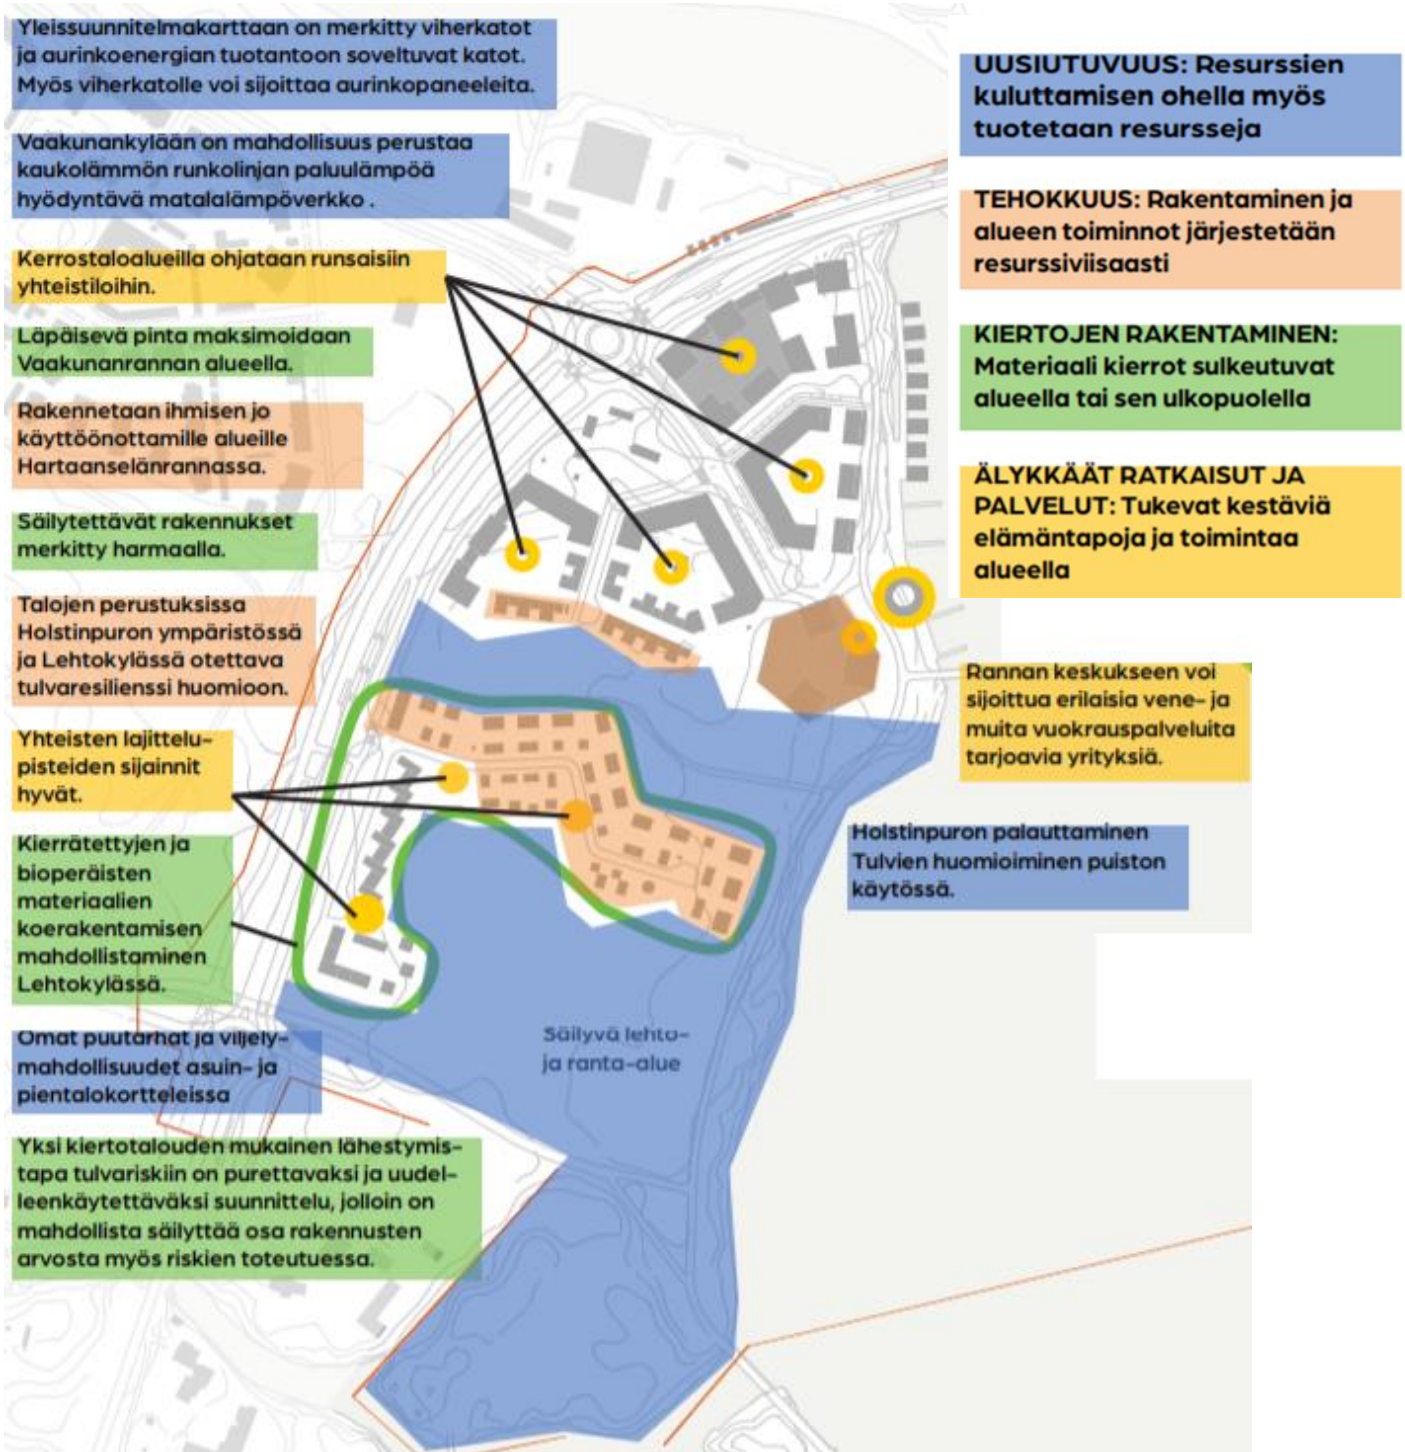 Yleissuunnitelmakarttaan on merkitty viherkatot
ja aurinkoenergian tuotantoon soveltuvat katot.
Myös viherkatolle voi sijoittaa aurinkopaneeleita.
Vaakunankylään on mahdollisuus perustaa
kaukolämmön runkolinjan paluulämpöä
hyödyntävä matalalämpöverkko .
Kerrostaloalueilla ohjataan runsaisiin
yhteistiloihin.
Läpäisevä pinta maksimoidaan
Vaakunanrannan alueella.
Rakennetaan ihmisen jo
käyttöönottamille alueille
Hartaanselänrannassa.
Säilytettävät rakennukset
merkitty harmaalla.
Talojen perustuksissa
Holstinpuron ympäristössä
ja Lehtokylässä otettava
tulvaresilienssi huomioon.
Yhteisten lajittelu-
pisteiden sijainnit
hyvät.
Kierrätettyjen ja
bioperäisten
materiaalien
koerakentamisen
mahdollistaminen
Lehtokylässä.
Omat puutarhat ja viljely-
mahdollisuudet asuin- ja
pientalokortteleissa
Yksi kiertotalouden mukainen lähestymis-
tapa tulvariskiin on purettavaksi ja uudel-
leenkäytettäväksi suunnittelu, jolloin on
mahdollista säilyttää osa rakennusten
arvosta myös riskien toteutuessa.
UUSIUTUVUUS: Resurssien
kuluttamisen ohella myös
tuotetaan resursseja
TEHOKKUUS: Rakentaminen ja
alueen toiminnot järjestetään
resurssiviisaasti
KIERTOJEN RAKENTAMINEN:
Materiaali kierrot sulkeutuvat
alueella tai sen ulkopuolella
ÄLYKKÄÄT RATKAISUT JA
PALVELUT: Tukevat kestäviä
elämäntapoja ja toimintaa
alueella
Rannan keskukseen voi
sijoittua erilaisia vene- ja
muita vuokrauspalveluita
tarjoavia yrityksiä.
Holstinpuron palauttaminen
Tulvien huomioiminen puiston
käytössä.
Säilyvä lehto-
ja ranta-alue